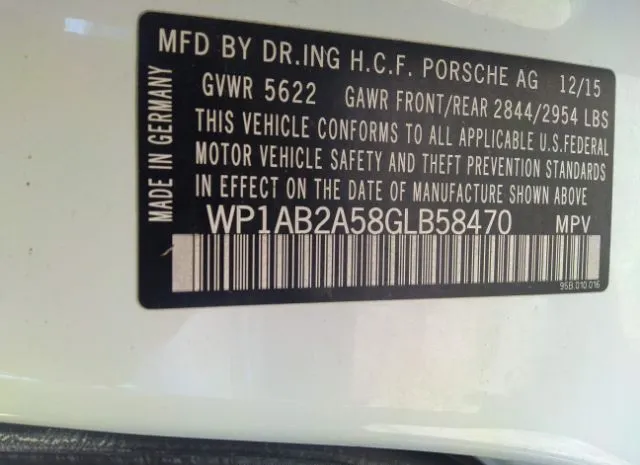 MFD BY DR.ING H.C.F. PORSCHE AG 12/15
GVWR 5622 GAWR FRONT/REAR 2844/2954 LBS
THIS VEHICLE CONFORMS TO ALL APPLICABLE U.S.FEDERAL
MOTOR VEHICLE SAFETY AND THEFT PREVENTION STANDARDS
IN EFFECT ON THE DATE OF MANUFACTURE SHOWN ABOVE
WP1AB2A58GLB58470 MPV
95B.010.016
MADE IN GERMANY